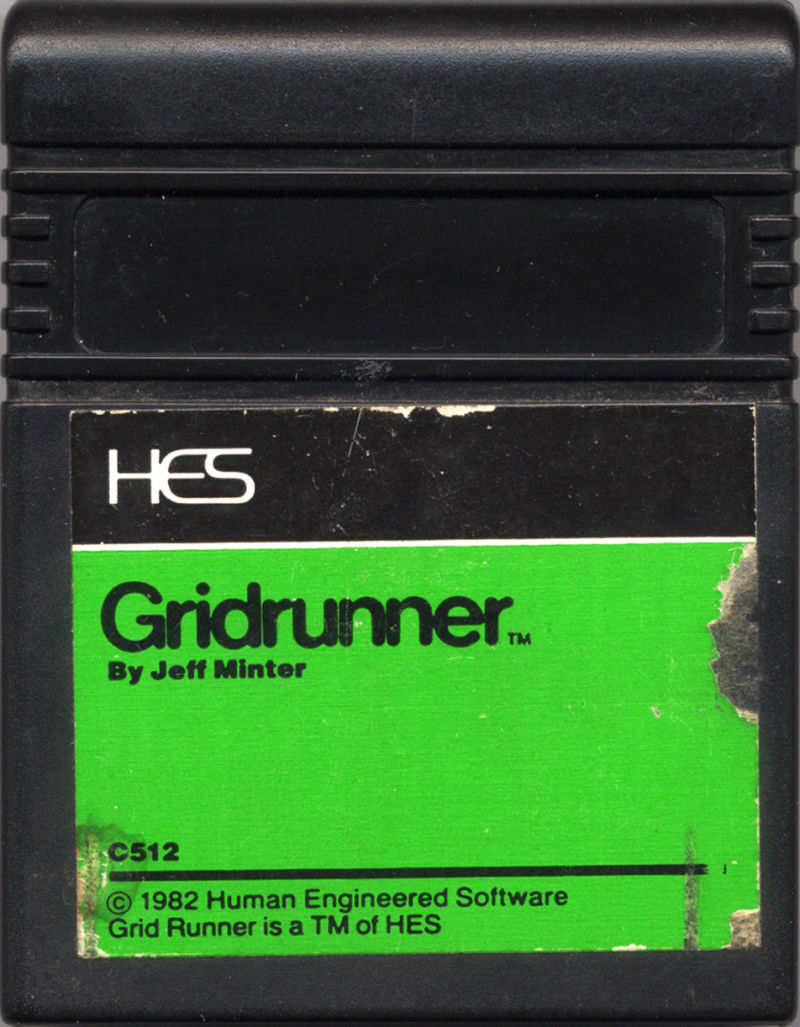 HES
Gridrunner™
By Jeff Minter
C512
© 1982 Human Engineered Software
Grid Runner is a TM of HES